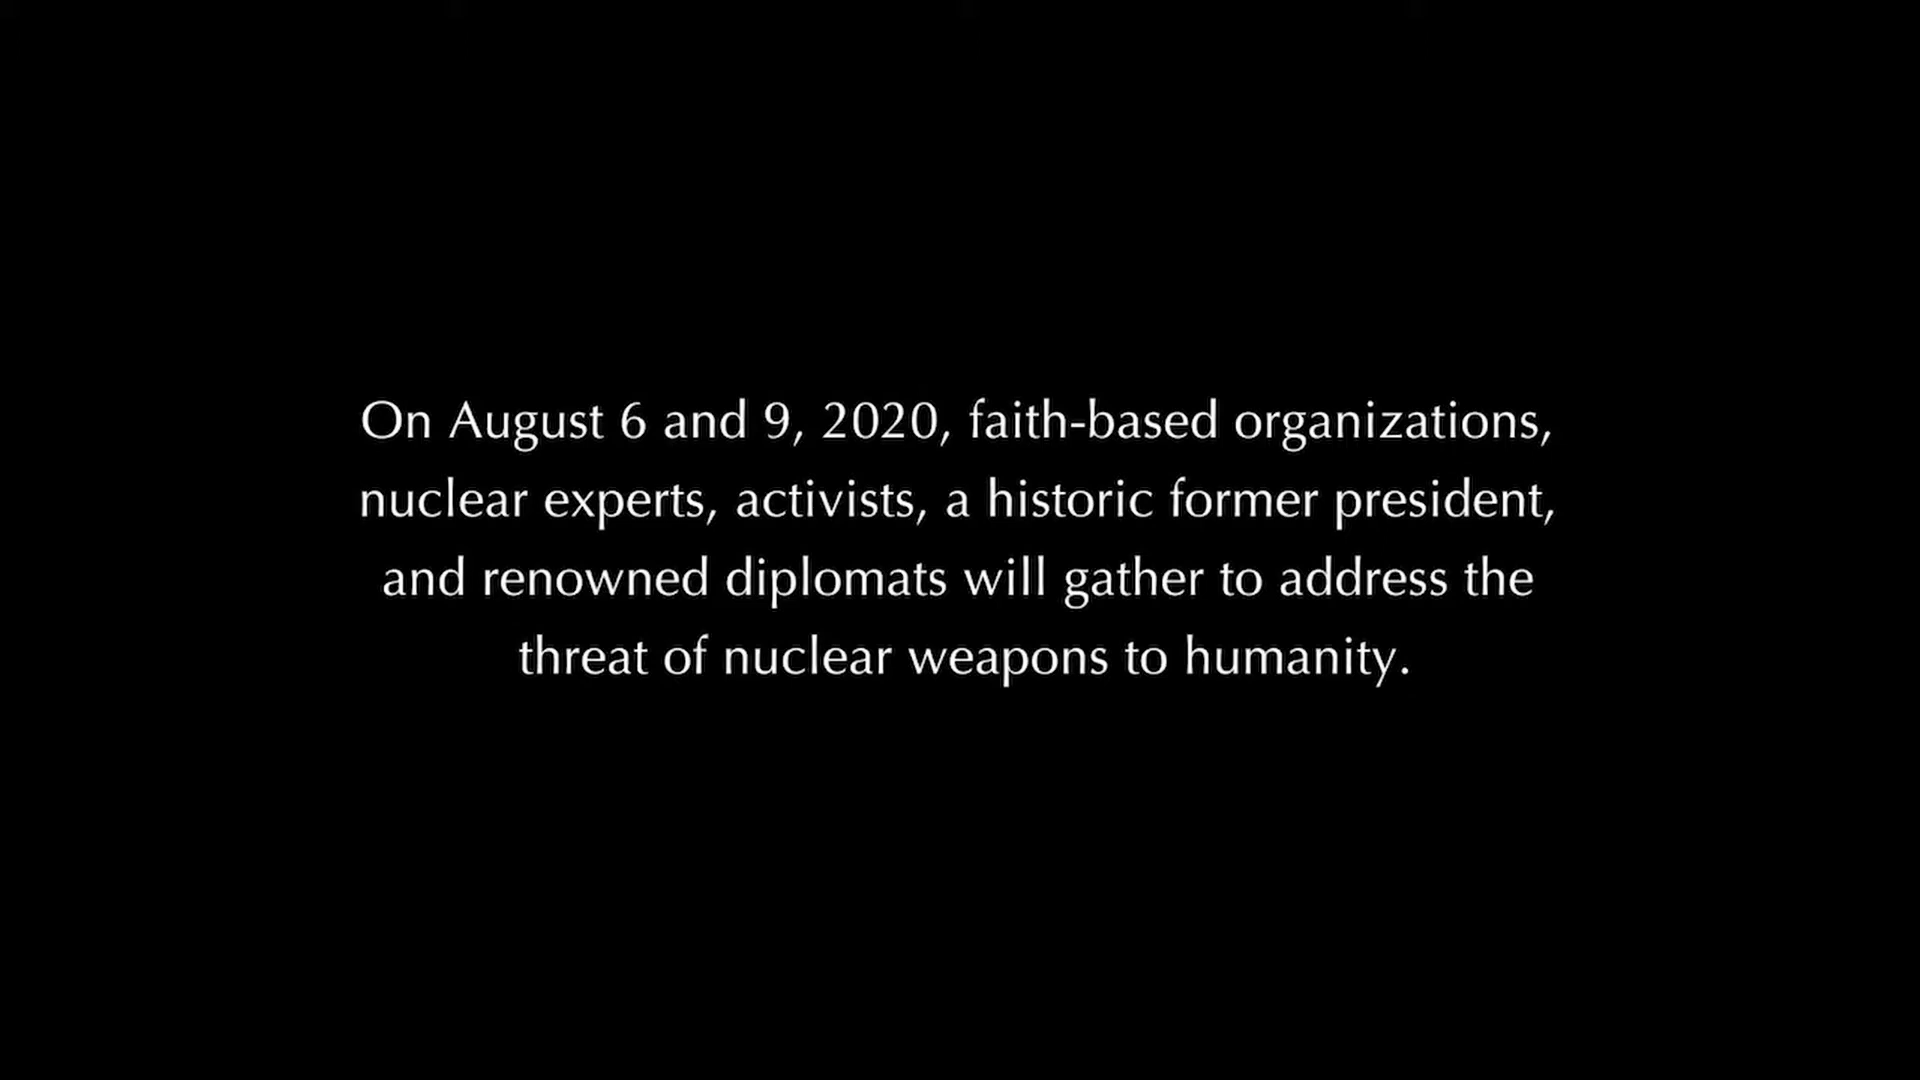 On August 6 and 9, 2020, faith-based organizations,
nuclear experts, activists, a historic former president,
and renowned diplomats will gather to address the
threat of nuclear weapons to humanity.